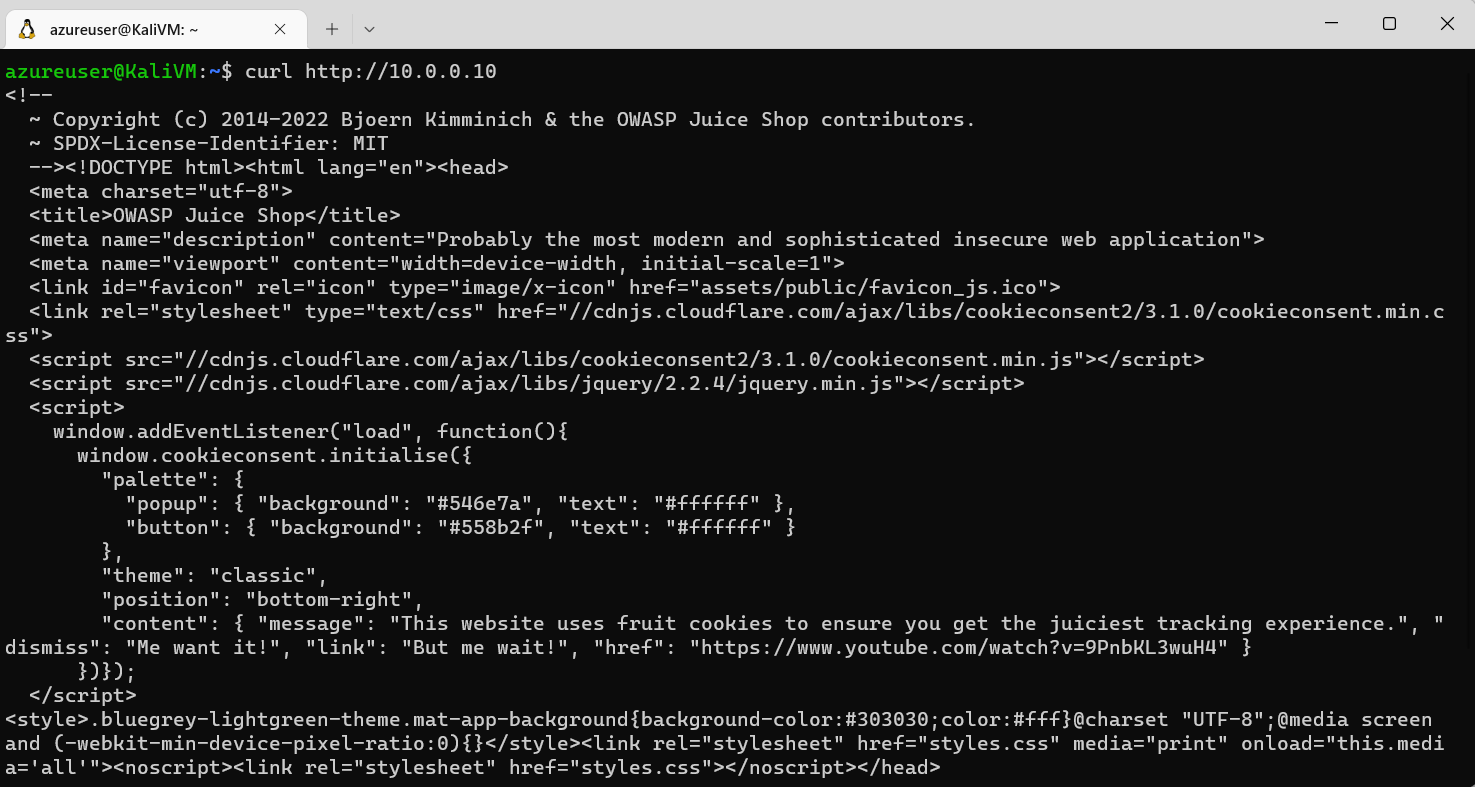 azureuser@KaliVM: ~
azureuser@KaliVM:~$ curl http://10.0.0.10
<!--
  ~ Copyright (c) 2014-2022 Bjoern Kimminich & the OWASP Juice Shop contributors.
  ~ SPDX-License-Identifier: MIT
  --><!DOCTYPE html><html lang="en"><head>
  <meta charset="utf-8">
  <title>OWASP Juice Shop</title>
  <meta name="description" content="Probably the most modern and sophisticated insecure web application">
  <meta name="viewport" content="width=device-width, initial-scale=1">
  <link id="favicon" rel="icon" type="image/x-icon" href="assets/public/favicon_js.ico">
  <link rel="stylesheet" type="text/css" href="//cdnjs.cloudflare.com/ajax/libs/cookieconsent2/3.1.0/cookieconsent.min.c
ss">
  <script src="//cdnjs.cloudflare.com/ajax/libs/cookieconsent2/3.1.0/cookieconsent.min.js"></script>
  <script src="//cdnjs.cloudflare.com/ajax/libs/jquery/2.2.4/jquery.min.js"></script>
  <script>
    window.addEventListener("load", function(){
      window.cookieconsent.initialise({
        "palette": {
          "popup": { "background": "#546e7a", "text": "#ffffff" },
          "button": { "background": "#558b2f", "text": "#ffffff" }
        },
        "theme": "classic",
        "position": "bottom-right",
        "content": { "message": "This website uses fruit cookies to ensure you get the juiciest tracking experience.", "
dismiss": "Me want it!", "link": "But me wait!", "href": "https://www.youtube.com/watch?v=9PnbKL3wuH4" }
      })});
  </script>
<style>.bluegrey-lightgreen-theme.mat-app-background{background-color:#303030;color:#fff}@charset "UTF-8";@media screen
and (-webkit-min-device-pixel-ratio:0){}</style><link rel="stylesheet" href="styles.css" media="print" onload="this.medi
a='all'"><noscript><link rel="stylesheet" href="styles.css"></noscript></head>